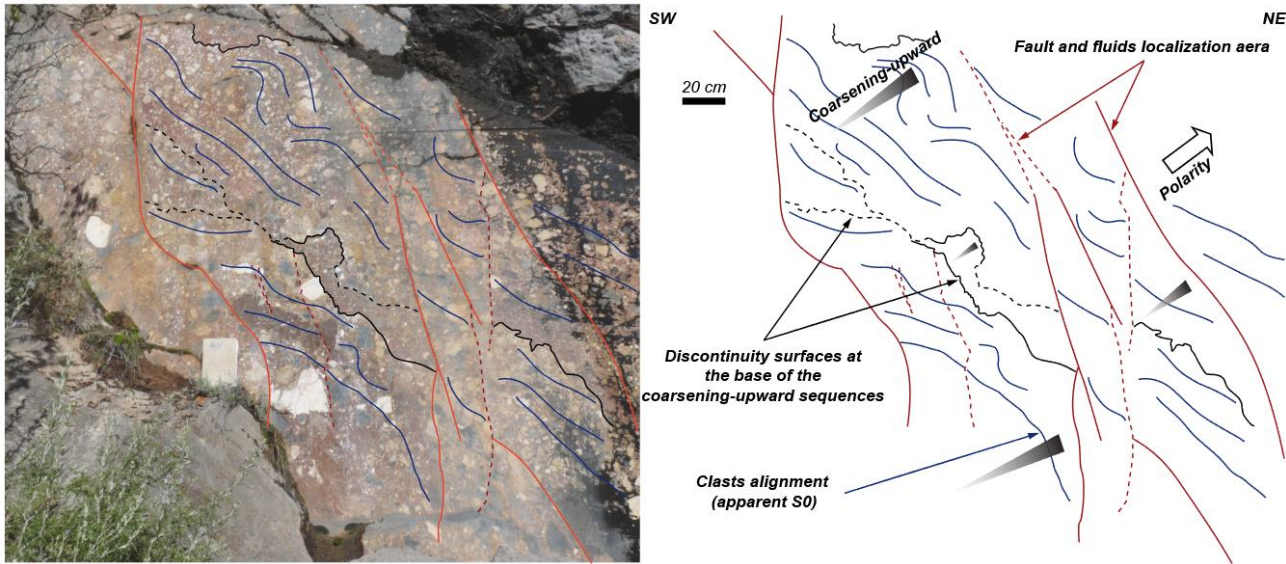 SW
NE
Fault and fluids localization aera
20 cm
Coarsening-upward
Polarity
Discontinuity surfaces at
the base of the
coarsening-upward sequences
Clasts alignment
(apparent S0)